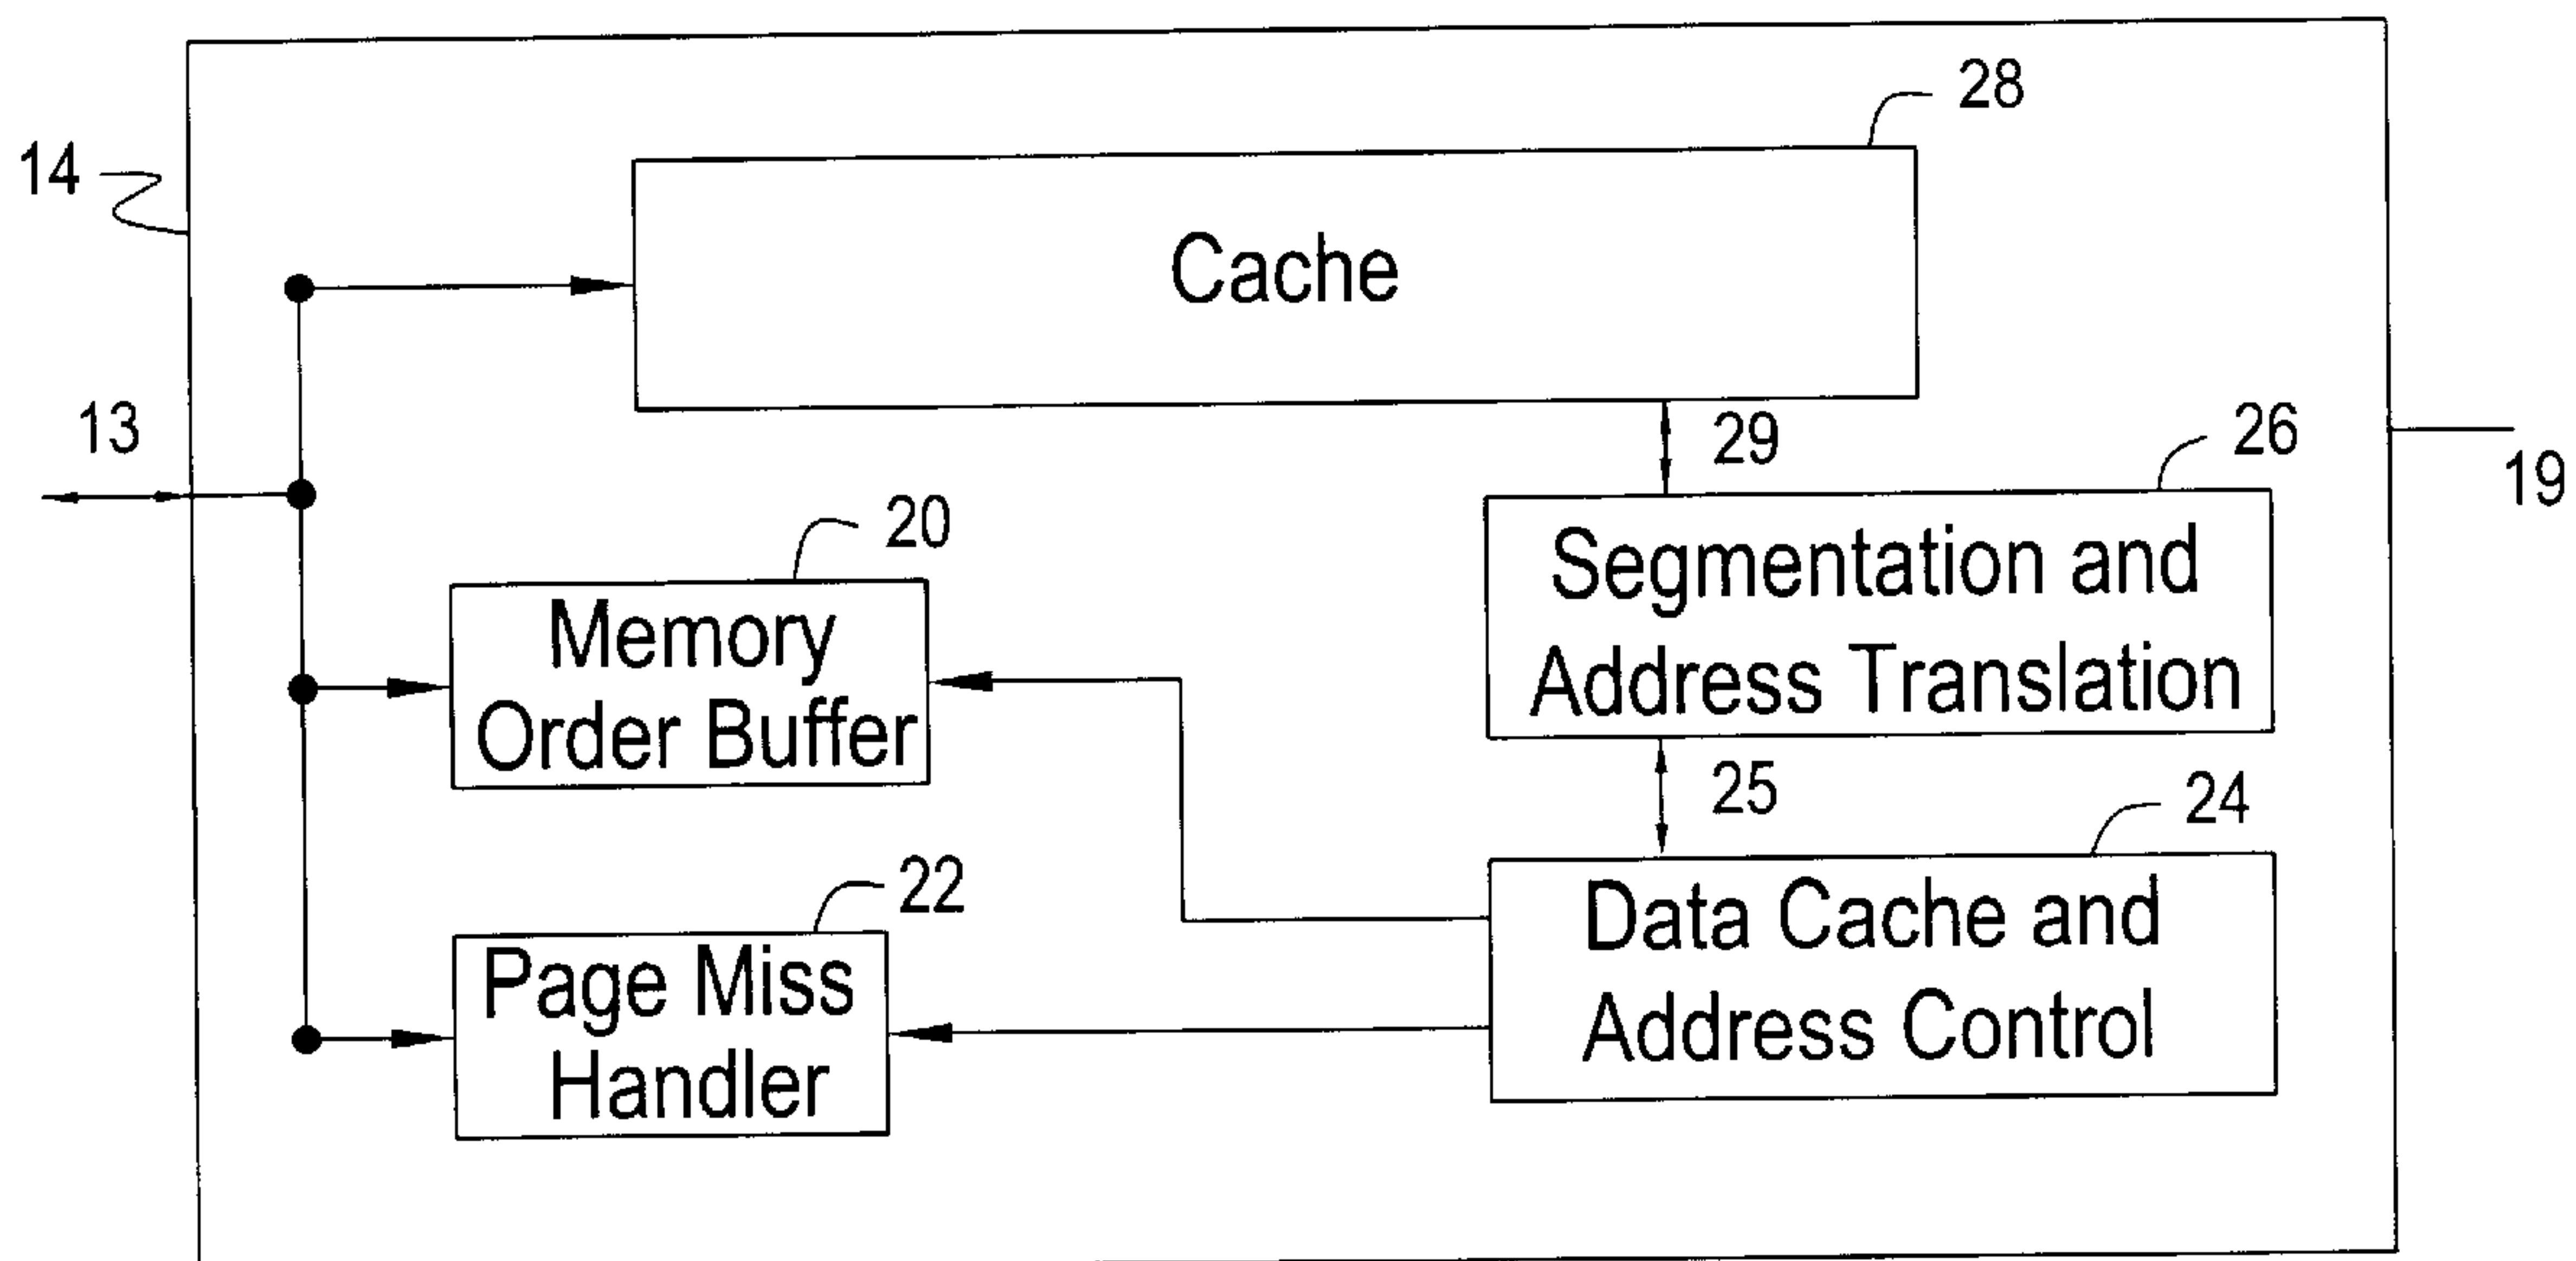 28
14
Cache
13
29
26
19
20
Segmentation and
Address Translation
Memory
Order Buffer
25
24
22
Data Cache and
Address Control
Page Miss
Handler